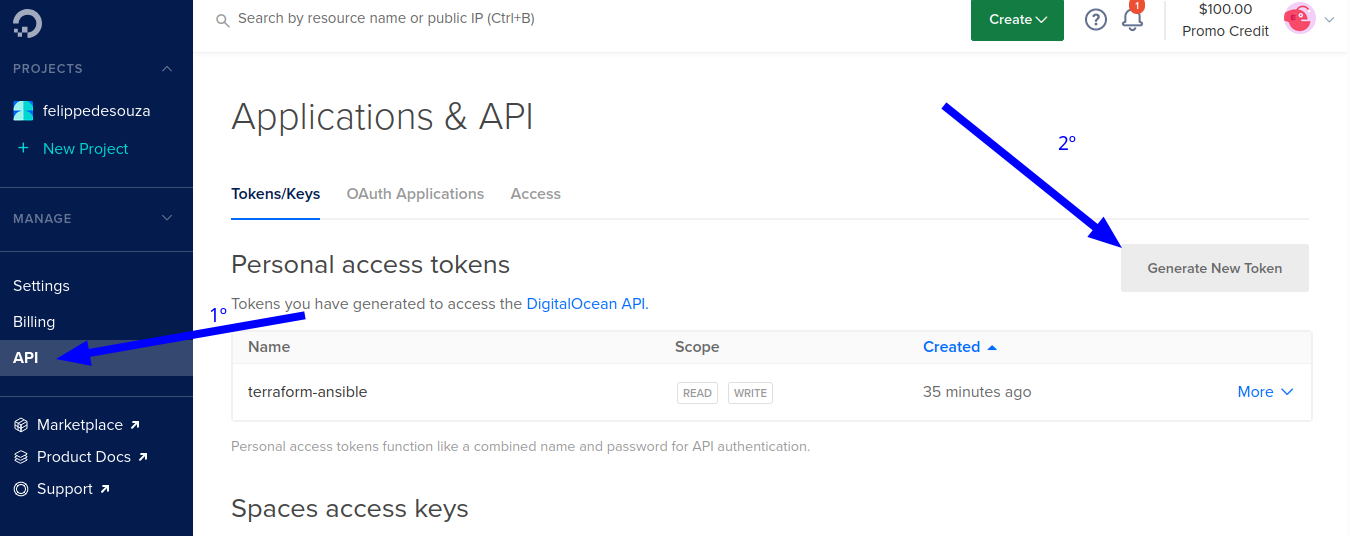 Search by resource name or public IP (Ctrl+B)
Create
?
1
$100.00
Promo Credit
PROJECTS
felippedesouza
+ New Project
MANAGE
Settings
Billing
API
Marketplace
Product Docs
Support
Applications & API
2º
Tokens/Keys OAuth Applications Access
Personal access tokens
Generate New Token
Tokens you have generated to access the DigitalOcean API.
1º
Name Scope Created
terraform-ansible READ WRITE 35 minutes ago More
Personal access tokens function like a combined name and password for API authentication.
Spaces access keys